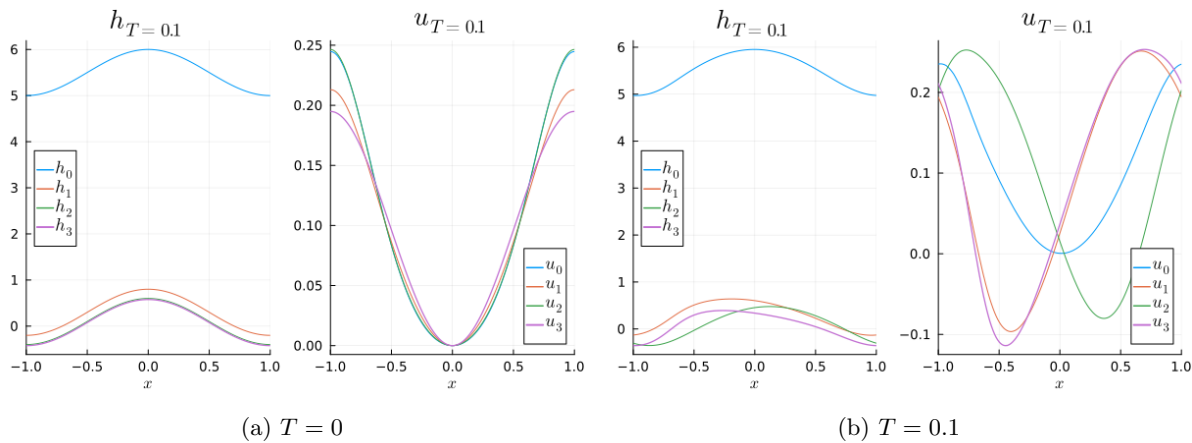 h_{T=0.1}
6
5
4
3
2
1
0
h_0
h_1
h_2
h_3
−1.0 −0.5 0.0 0.5 1.0
x
u_{T=0.1}
0.25
0.20
0.15
0.10
0.05
0.00
u_0
u_1
u_2
u_3
−1.0 −0.5 0.0 0.5 1.0
x
(a) T = 0
h_{T=0.1}
6
5
4
3
2
1
0
h_0
h_1
h_2
h_3
−1.0 −0.5 0.0 0.5 1.0
x
u_{T=0.1}
0.2
0.1
0.0
−0.1
u_0
u_1
u_2
u_3
−1.0 −0.5 0.0 0.5 1.0
x
(b) T = 0.1